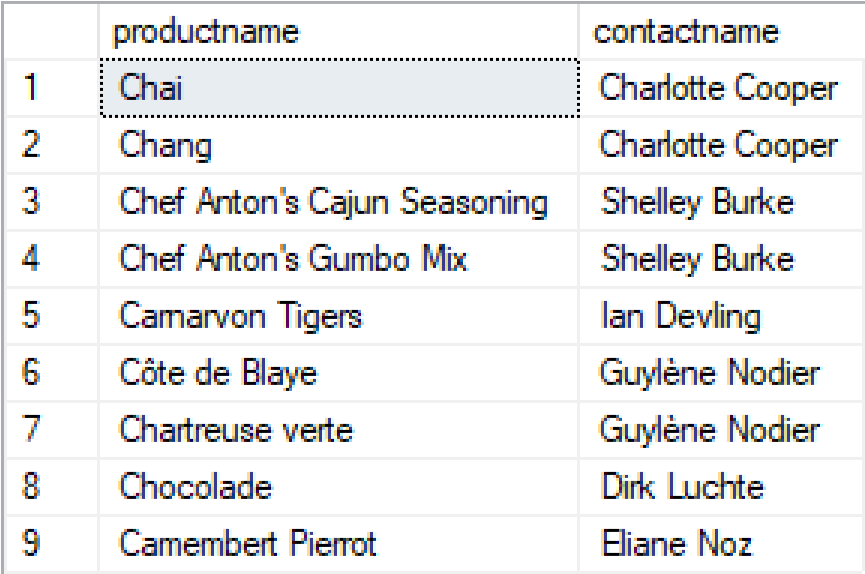 productname contactname
1 Chai Charlotte Cooper
2 Chang Charlotte Cooper
3 Chef Anton's Cajun Seasoning Shelley Burke
4 Chef Anton's Gumbo Mix Shelley Burke
5 Carnarvon Tigers Ian Devling
6 Côte de Blaye Guylène Nodier
7 Chartreuse verte Guylène Nodier
8 Chocolade Dirk Luchte
9 Camembert Pierrot Eliane Noz